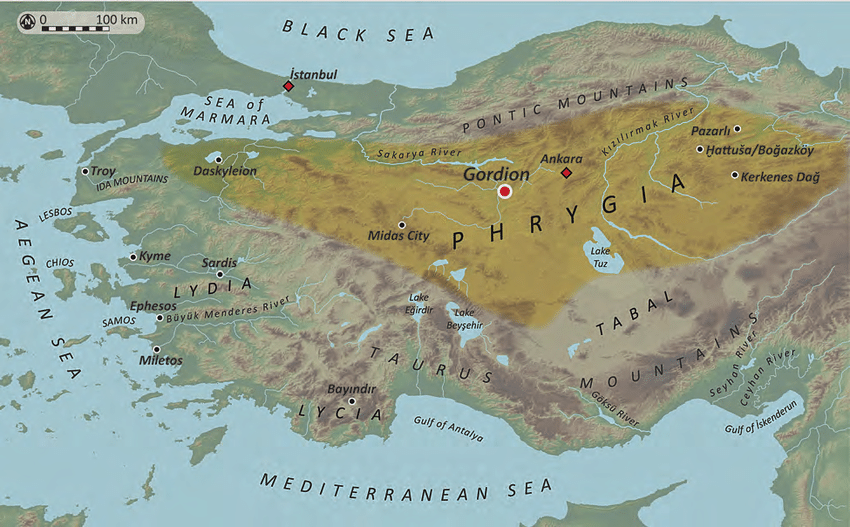 0 100 km
BLACK SEA
İstanbul
SEA of
MARMARA
PONTIC MOUNTAINS
Kızılırmak River
Pazarlı
Ḫattuša/Boğazköy
Sakarya River
Ankara
Troy
IDA MOUNTAINS
Daskyleion
Gordion
Kerkenes Dağ
PHRYGIA
LESBOS
Midas City
AEGEAN SEA
Kyme
CHIOS
Sardis
LYDIA
Lake
Tuz
Ephesos
SAMOS
Büyük Menderes River
Lake
Eğirdir
Lake
Beyşehir
TABAL
Miletos
TAURUS
MOUNTAINS
Seyhan River
Ceyhan River
Bayındır
LYCIA
Göksü River
Gulf of Antalya
Gulf of İskenderun
MEDITERRANEAN SEA